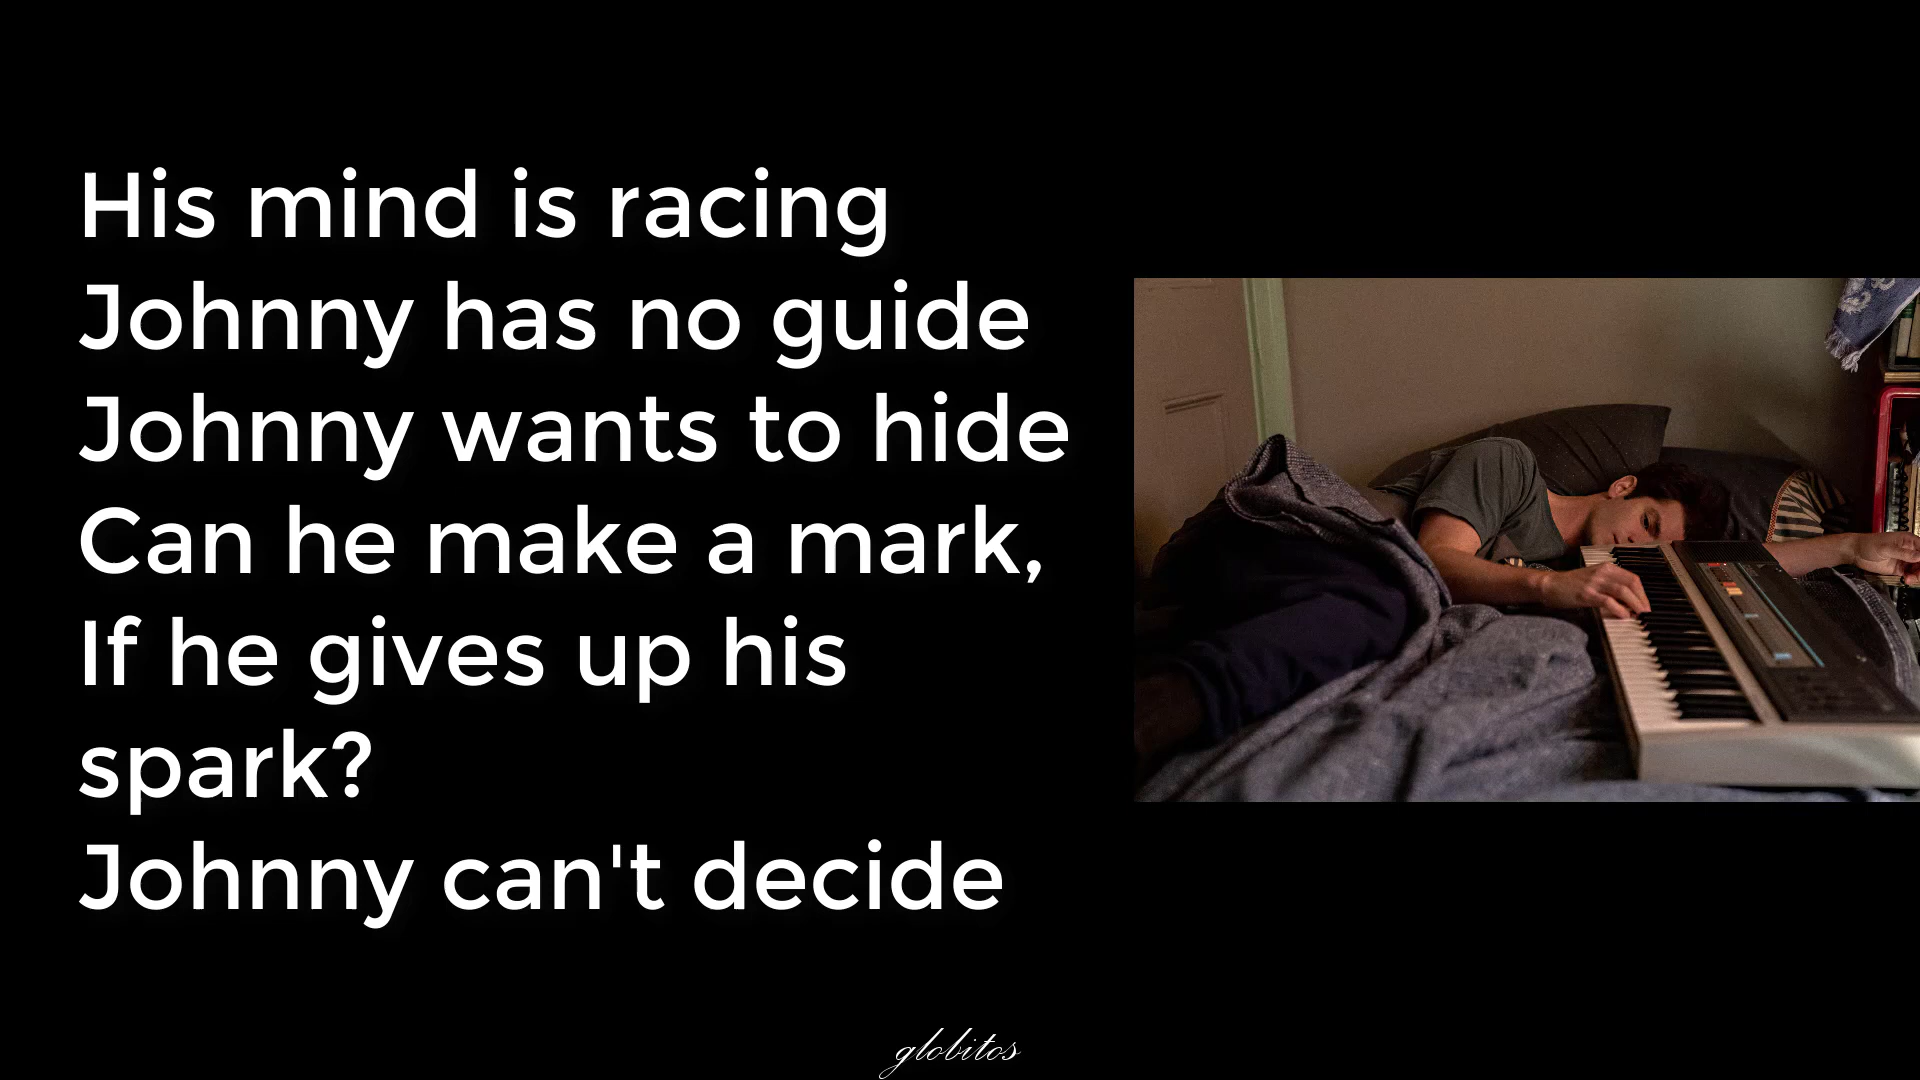 His mind is racing
Johnny has no guide
Johnny wants to hide
Can he make a mark,
If he gives up his
spark?
Johnny can't decide
globitos